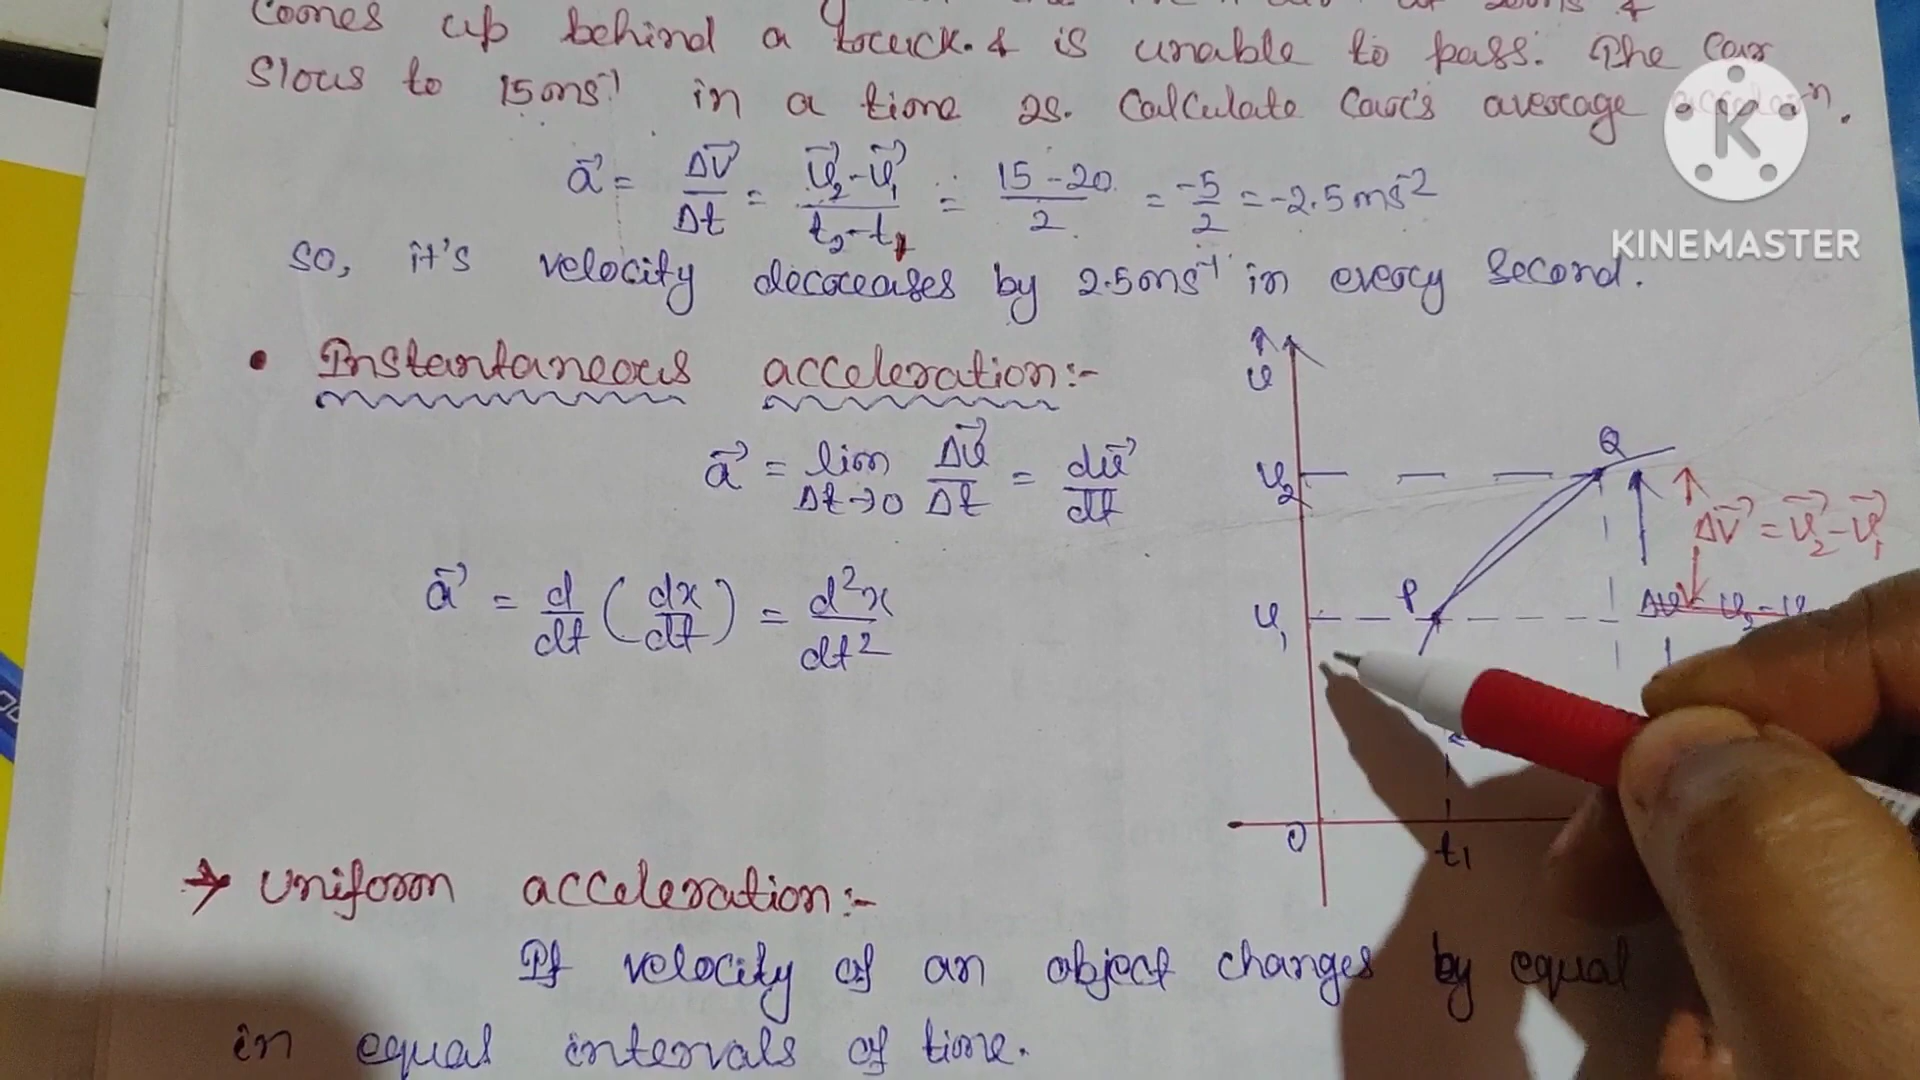 Comes up behind a truck. & is unable to pass. The Car
Slows to 15ms⁻¹ in a time 2s. Calculate Car's average
a⃗ = ΔV⃗/Δt = (v⃗₂ - v⃗₁)/(t₂ - t₁) = (15 - 20)/2 = -5/2 = -2.5 ms⁻²
KINEMASTER
so, it's velocity decreases by 2.5ms⁻¹ in every second.
• Instantaneous acceleration:-
a⃗ = lim Δt→0 Δv⃗/Δt = dv⃗/dt
a⃗ = d/dt (dx/dt) = d²x/dt²
v
Q
v₂
ΔV⃗ = v⃗₂ - v⃗₁
P
v₁
O
t₁
→ Uniform acceleration:-
If velocity of an object changes by equal
in equal intervals of time.